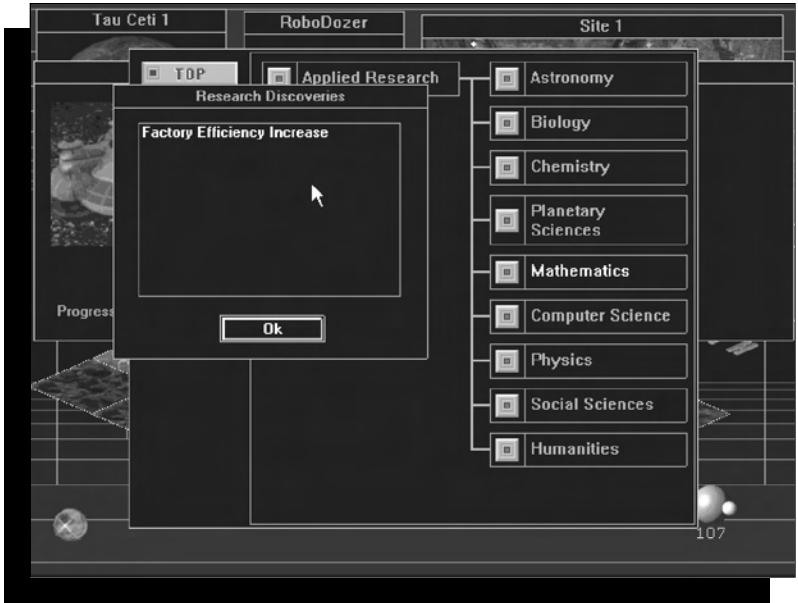 Tau Ceti 1
RoboDozer
Site 1
TOP
Applied Research
Research Discoveries
Factory Efficiency Increase
Ok
Astronomy
Biology
Chemistry
Planetary
Sciences
Mathematics
Computer Science
Physics
Social Sciences
Humanities
Progress
107